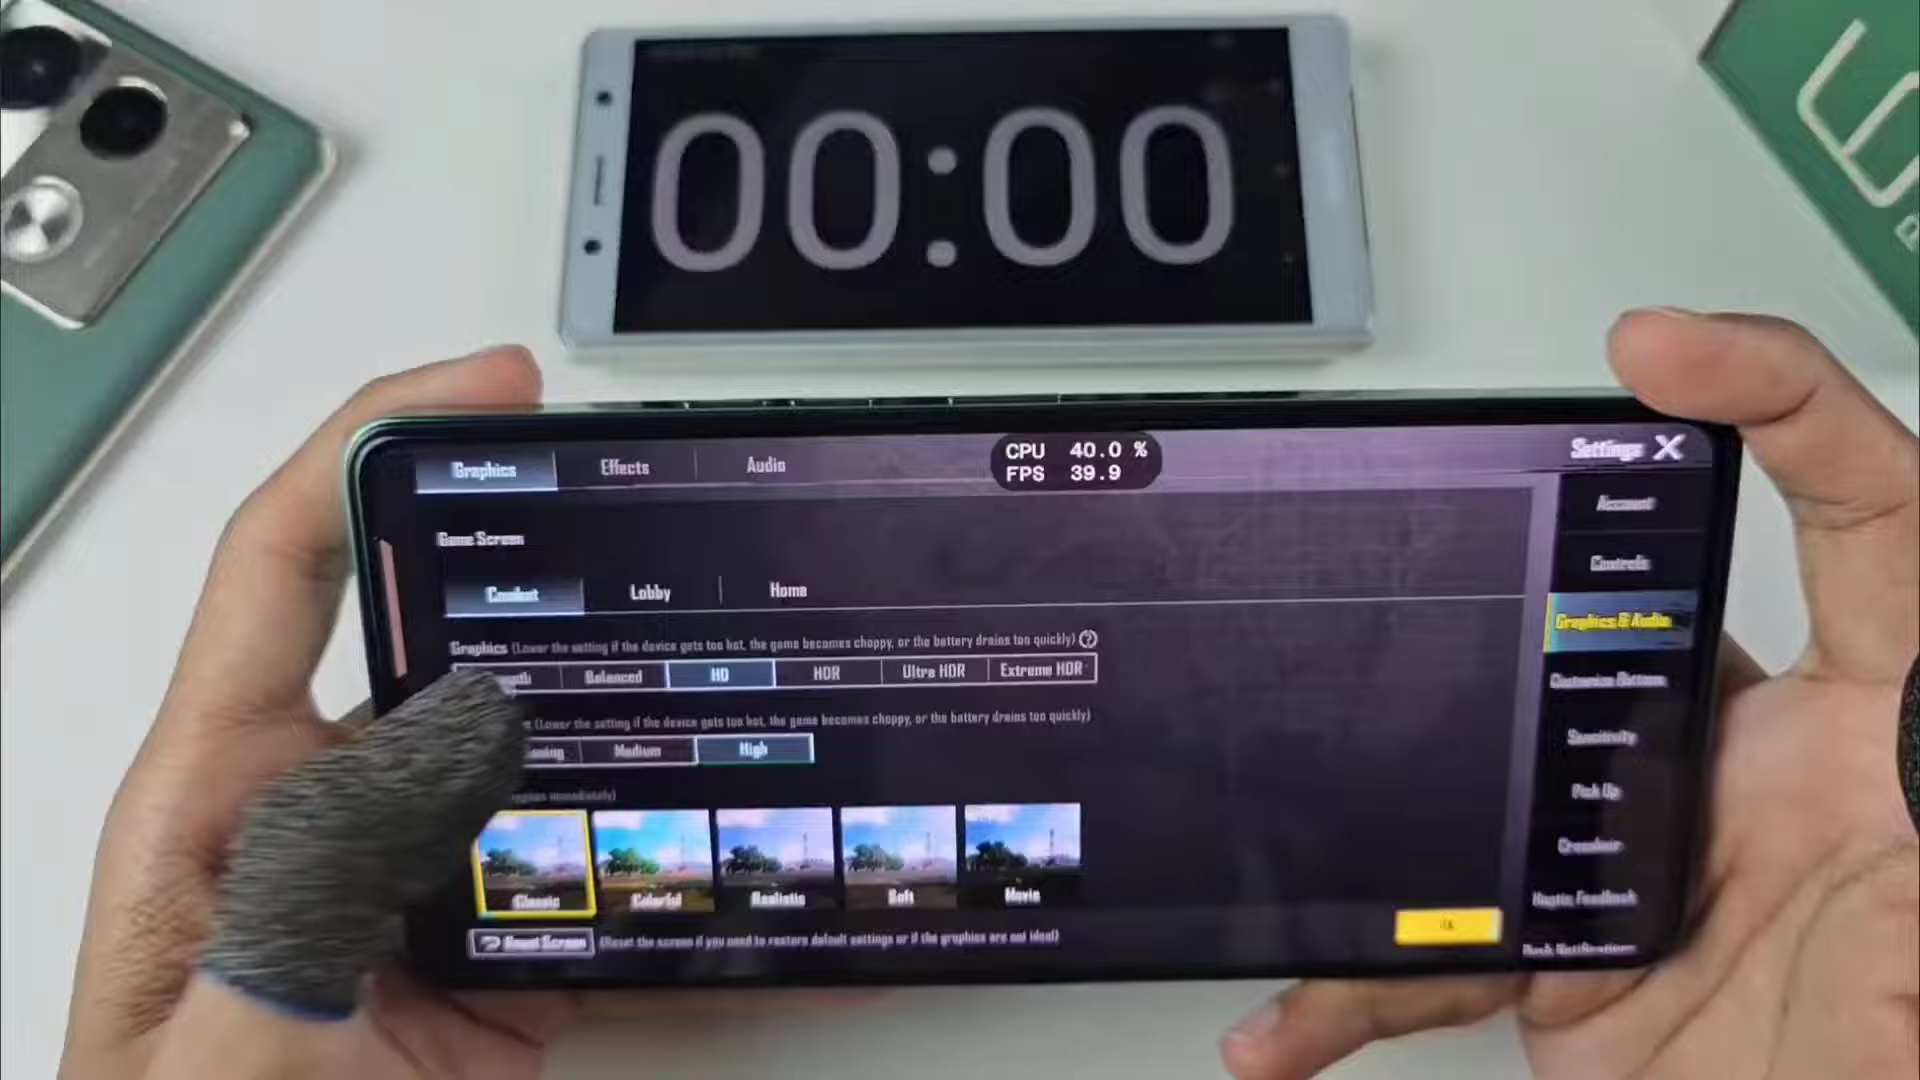 00:00
CPU 40.0 %
FPS 39.9
Graphics Effects Audio
Settings X
Account
Game Screen
Controls
Combat Lobby Home
Graphics & Audio
Graphics (Lower the setting if the device gets too hot, the game becomes choppy, or the battery drains too quickly) ?
Balanced HD HDR Ultra HDR Extreme HDR
Customize Buttons
(Lower the setting if the device gets too hot, the game becomes choppy, or the battery drains too quickly)
Medium High
Sensitivity
Pick Up
immediately)
Crosshair
Classic Colorful Realistic Soft Movie
Haptic Feedback
Reset Screen (Reset the screen if you need to restore default settings or if the graphics are not ideal)
Push Notifications